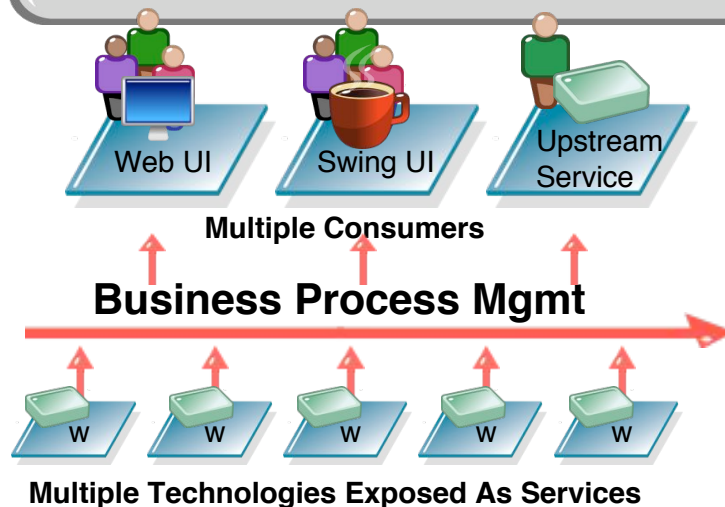 Web UI
Swing UI
Upstream
Service
Multiple Consumers
Business Process Mgmt
W
W
W
W
W
Multiple Technologies Exposed As Services